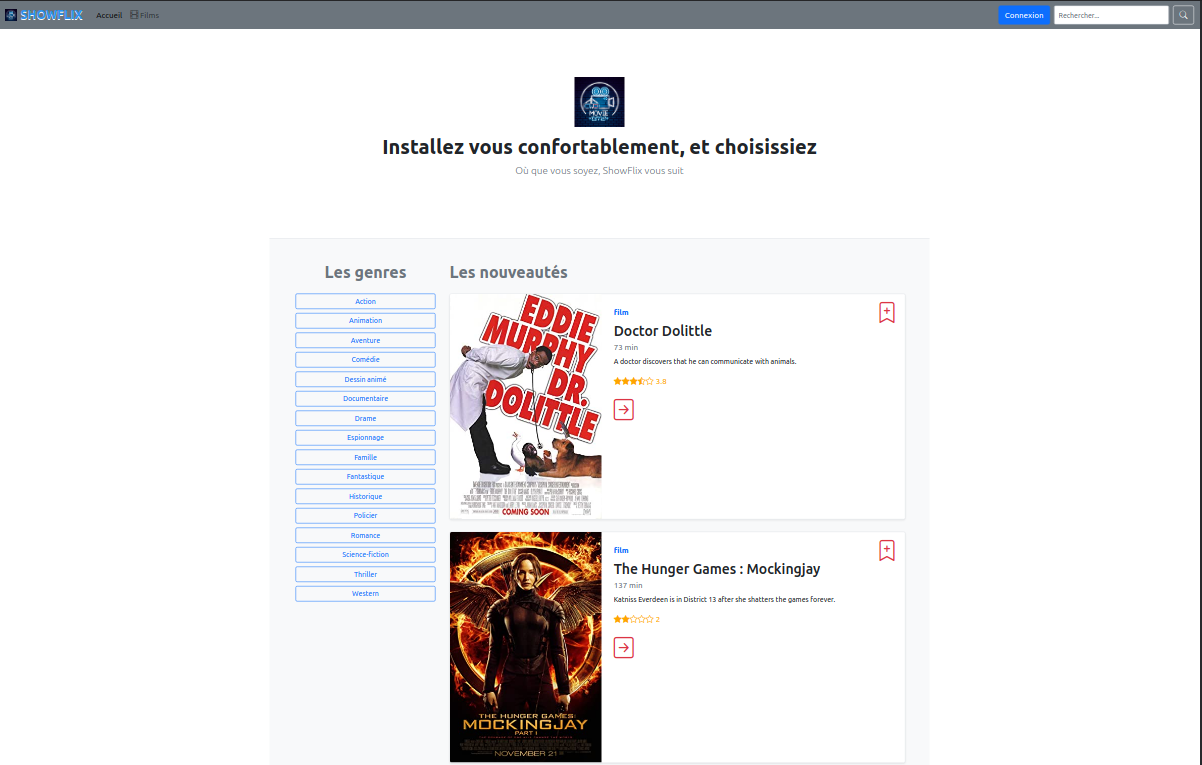 SHOWFLIX Accueil Films Connexion Rechercher...
MOVIE
Installez vous confortablement, et choisissiez
Où que vous soyez, ShowFlix vous suit
Les genres
Action
Animation
Aventure
Comédie
Dessin animé
Documentaire
Drame
Espionnage
Famille
Fantastique
Historique
Policier
Romance
Science-fiction
Thriller
Western
Les nouveautés
EDDIE
MURPHY
DR.
DOLITTLE
COMING SOON
film
Doctor Dolittle
73 min
A doctor discovers that he can communicate with animals.
3.8
THE HUNGER GAMES:
MOCKINGJAY
PART 1
NOVEMBER 21
film
The Hunger Games : Mockingjay
137 min
Katniss Everdeen is in District 13 after she shatters the games forever.
2